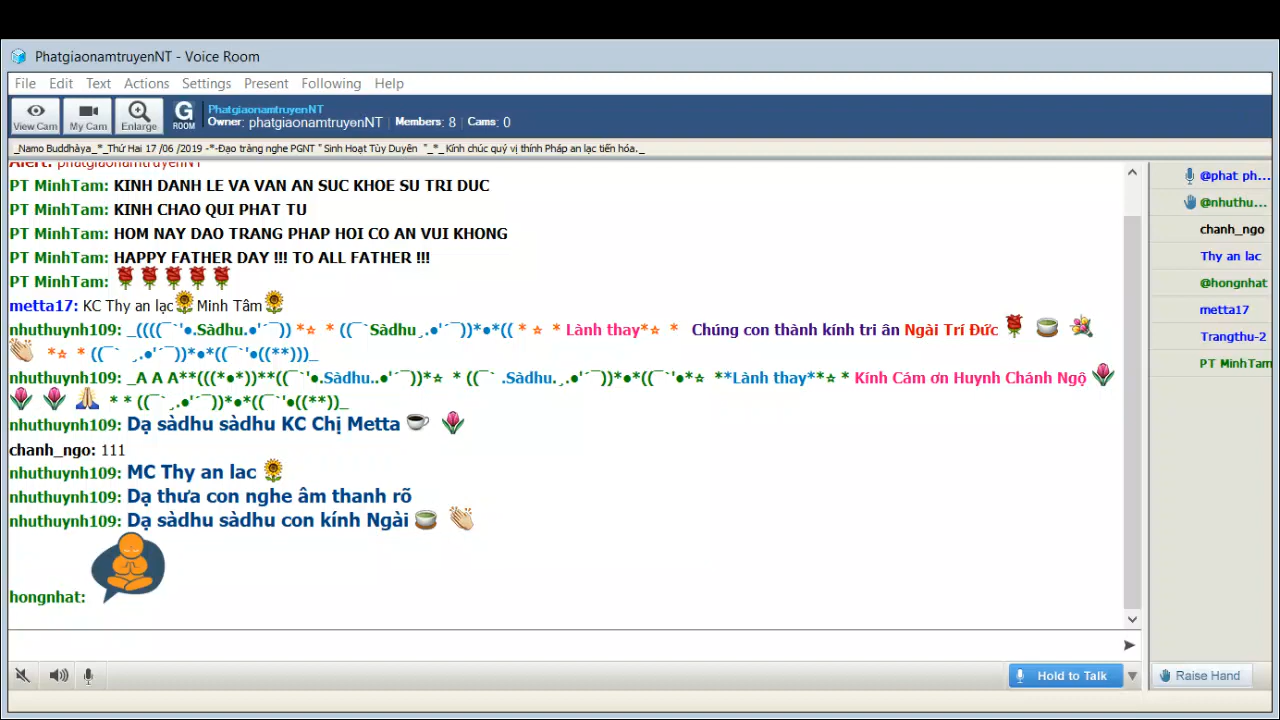 PhatgiaonamtruyenNT - Voice Room
File Edit Text Actions Settings Present Following Help
View Cam My Cam Enlarge G ROOM
PhatgiaonamtruyenNT
Owner: phatgiaonamtruyenNT Members: 8 Cams: 0
_Namo Buddhàya_*_Thứ Hai 17 /06 /2019 -*-Đạo tràng nghe PGNT " Sinh Hoạt Tùy Duyên "_*_ Kính chúc quý vị thính Pháp an lạc tiến hóa._
Alert: phatgiaonamtruyenNT
PT MinhTam: KINH DANH LE VA VAN AN SUC KHOE SU TRI DUC
PT MinhTam: KINH CHAO QUI PHAT TU
PT MinhTam: HOM NAY DAO TRANG PHAP HOI CO AN VUI KHONG
PT MinhTam: HAPPY FATHER DAY !!! TO ALL FATHER !!!
PT MinhTam: 🌹🌹🌹🌹🌹
metta17: KC Thy an lạc🌻Minh Tâm🌻
nhuthuynh109: _((((¯`'•.Sàdhu.•'´¯)) *☆ * ((¯`Sàdhu¸.•'´¯))*•*(( * ☆ * Lành thay*☆ * Chúng con thành kính tri ân Ngài Trí Đức 🌹 🍵 💐
👏 *☆ * ((¯` ¸.•'´¯))*•*((¯`'•((**)))_
nhuthuynh109: _A A A**(((*•*))**((¯`'•.Sàdhu..•'´¯))*☆ * ((¯` .Sàdhu.¸.•'´¯))*•*((¯`'•*☆ **Lành thay**☆ * Kính Cám ơn Huynh Chánh Ngộ 🌷
🌷 🌷 🙏 * * ((¯`¸.•'´¯))*•*((¯`'•((**))_
nhuthuynh109: Dạ sàdhu sàdhu KC Chị Metta ☕ 🌷
chanh_ngo: 111
nhuthuynh109: MC Thy an lac 🌻
nhuthuynh109: Dạ thưa con nghe âm thanh rõ
nhuthuynh109: Dạ sàdhu sàdhu con kính Ngài 🍵 👏
hongnhat:
@phat ph...
@nhuthu...
chanh_ngo
Thy an lac
@hongnhat
metta17
Trangthu-2
PT MinhTam
Hold to Talk
Raise Hand